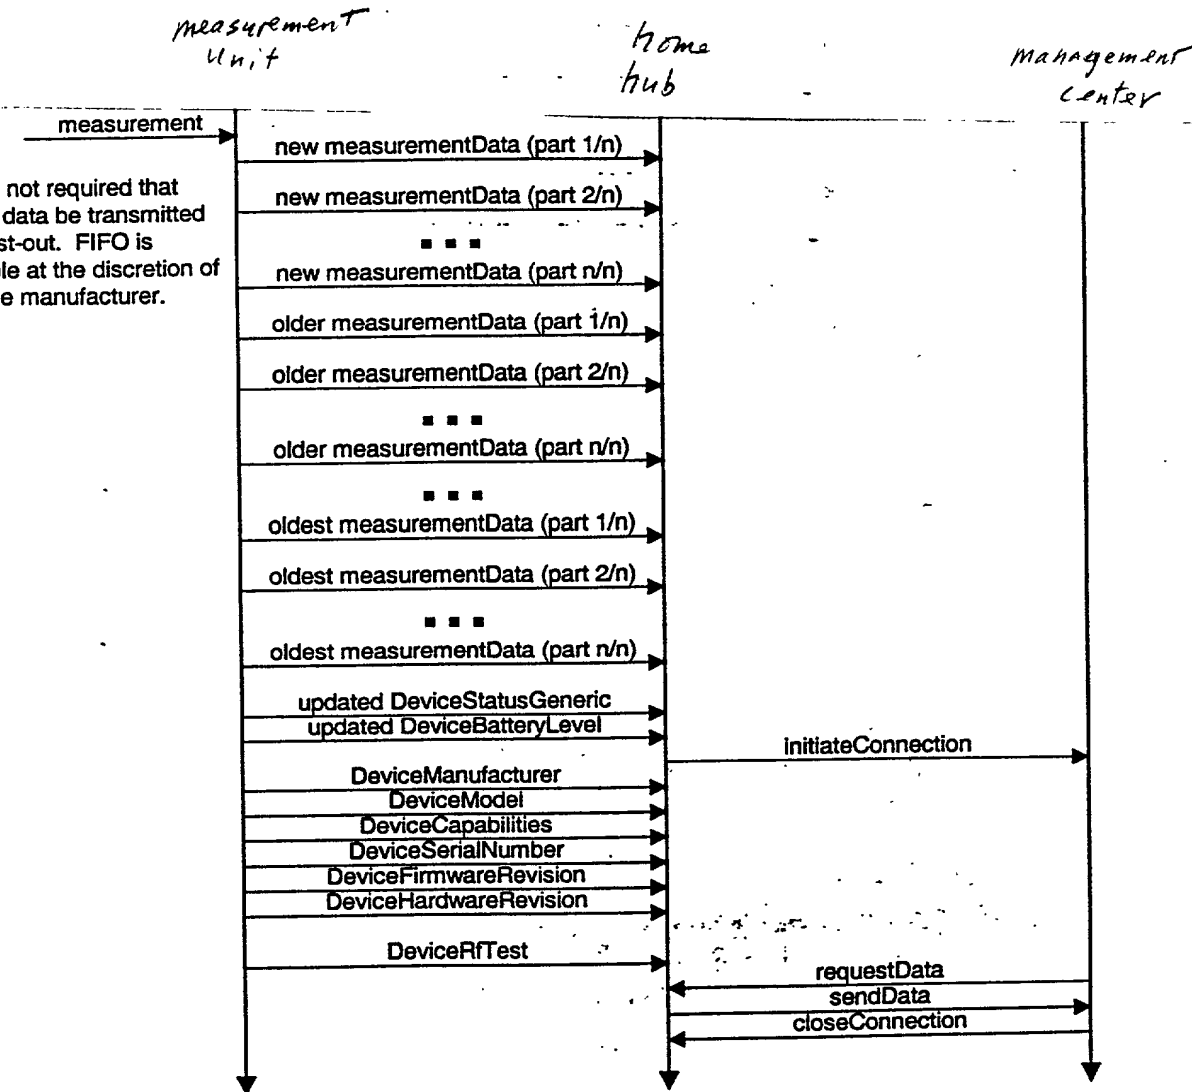 measurement
Unit
home
hub
management
center
measurement
new measurementData (part 1/n)
not required that
data be transmitted
st-out. FIFO is
le at the discretion of
e manufacturer.
new measurementData (part 2/n)
new measurementData (part n/n)
older measurementData (part 1/n)
older measurementData (part 2/n)
older measurementData (part n/n)
oldest measurementData (part 1/n)
oldest measurementData (part 2/n)
oldest measurementData (part n/n)
updated DeviceStatusGeneric
updated DeviceBatteryLevel
initiateConnection
DeviceManufacturer
DeviceModel
DeviceCapabilities
DeviceSerialNumber
DeviceFirmwareRevision
DeviceHardwareRevision
DeviceRfTest
requestData
sendData
closeConnection